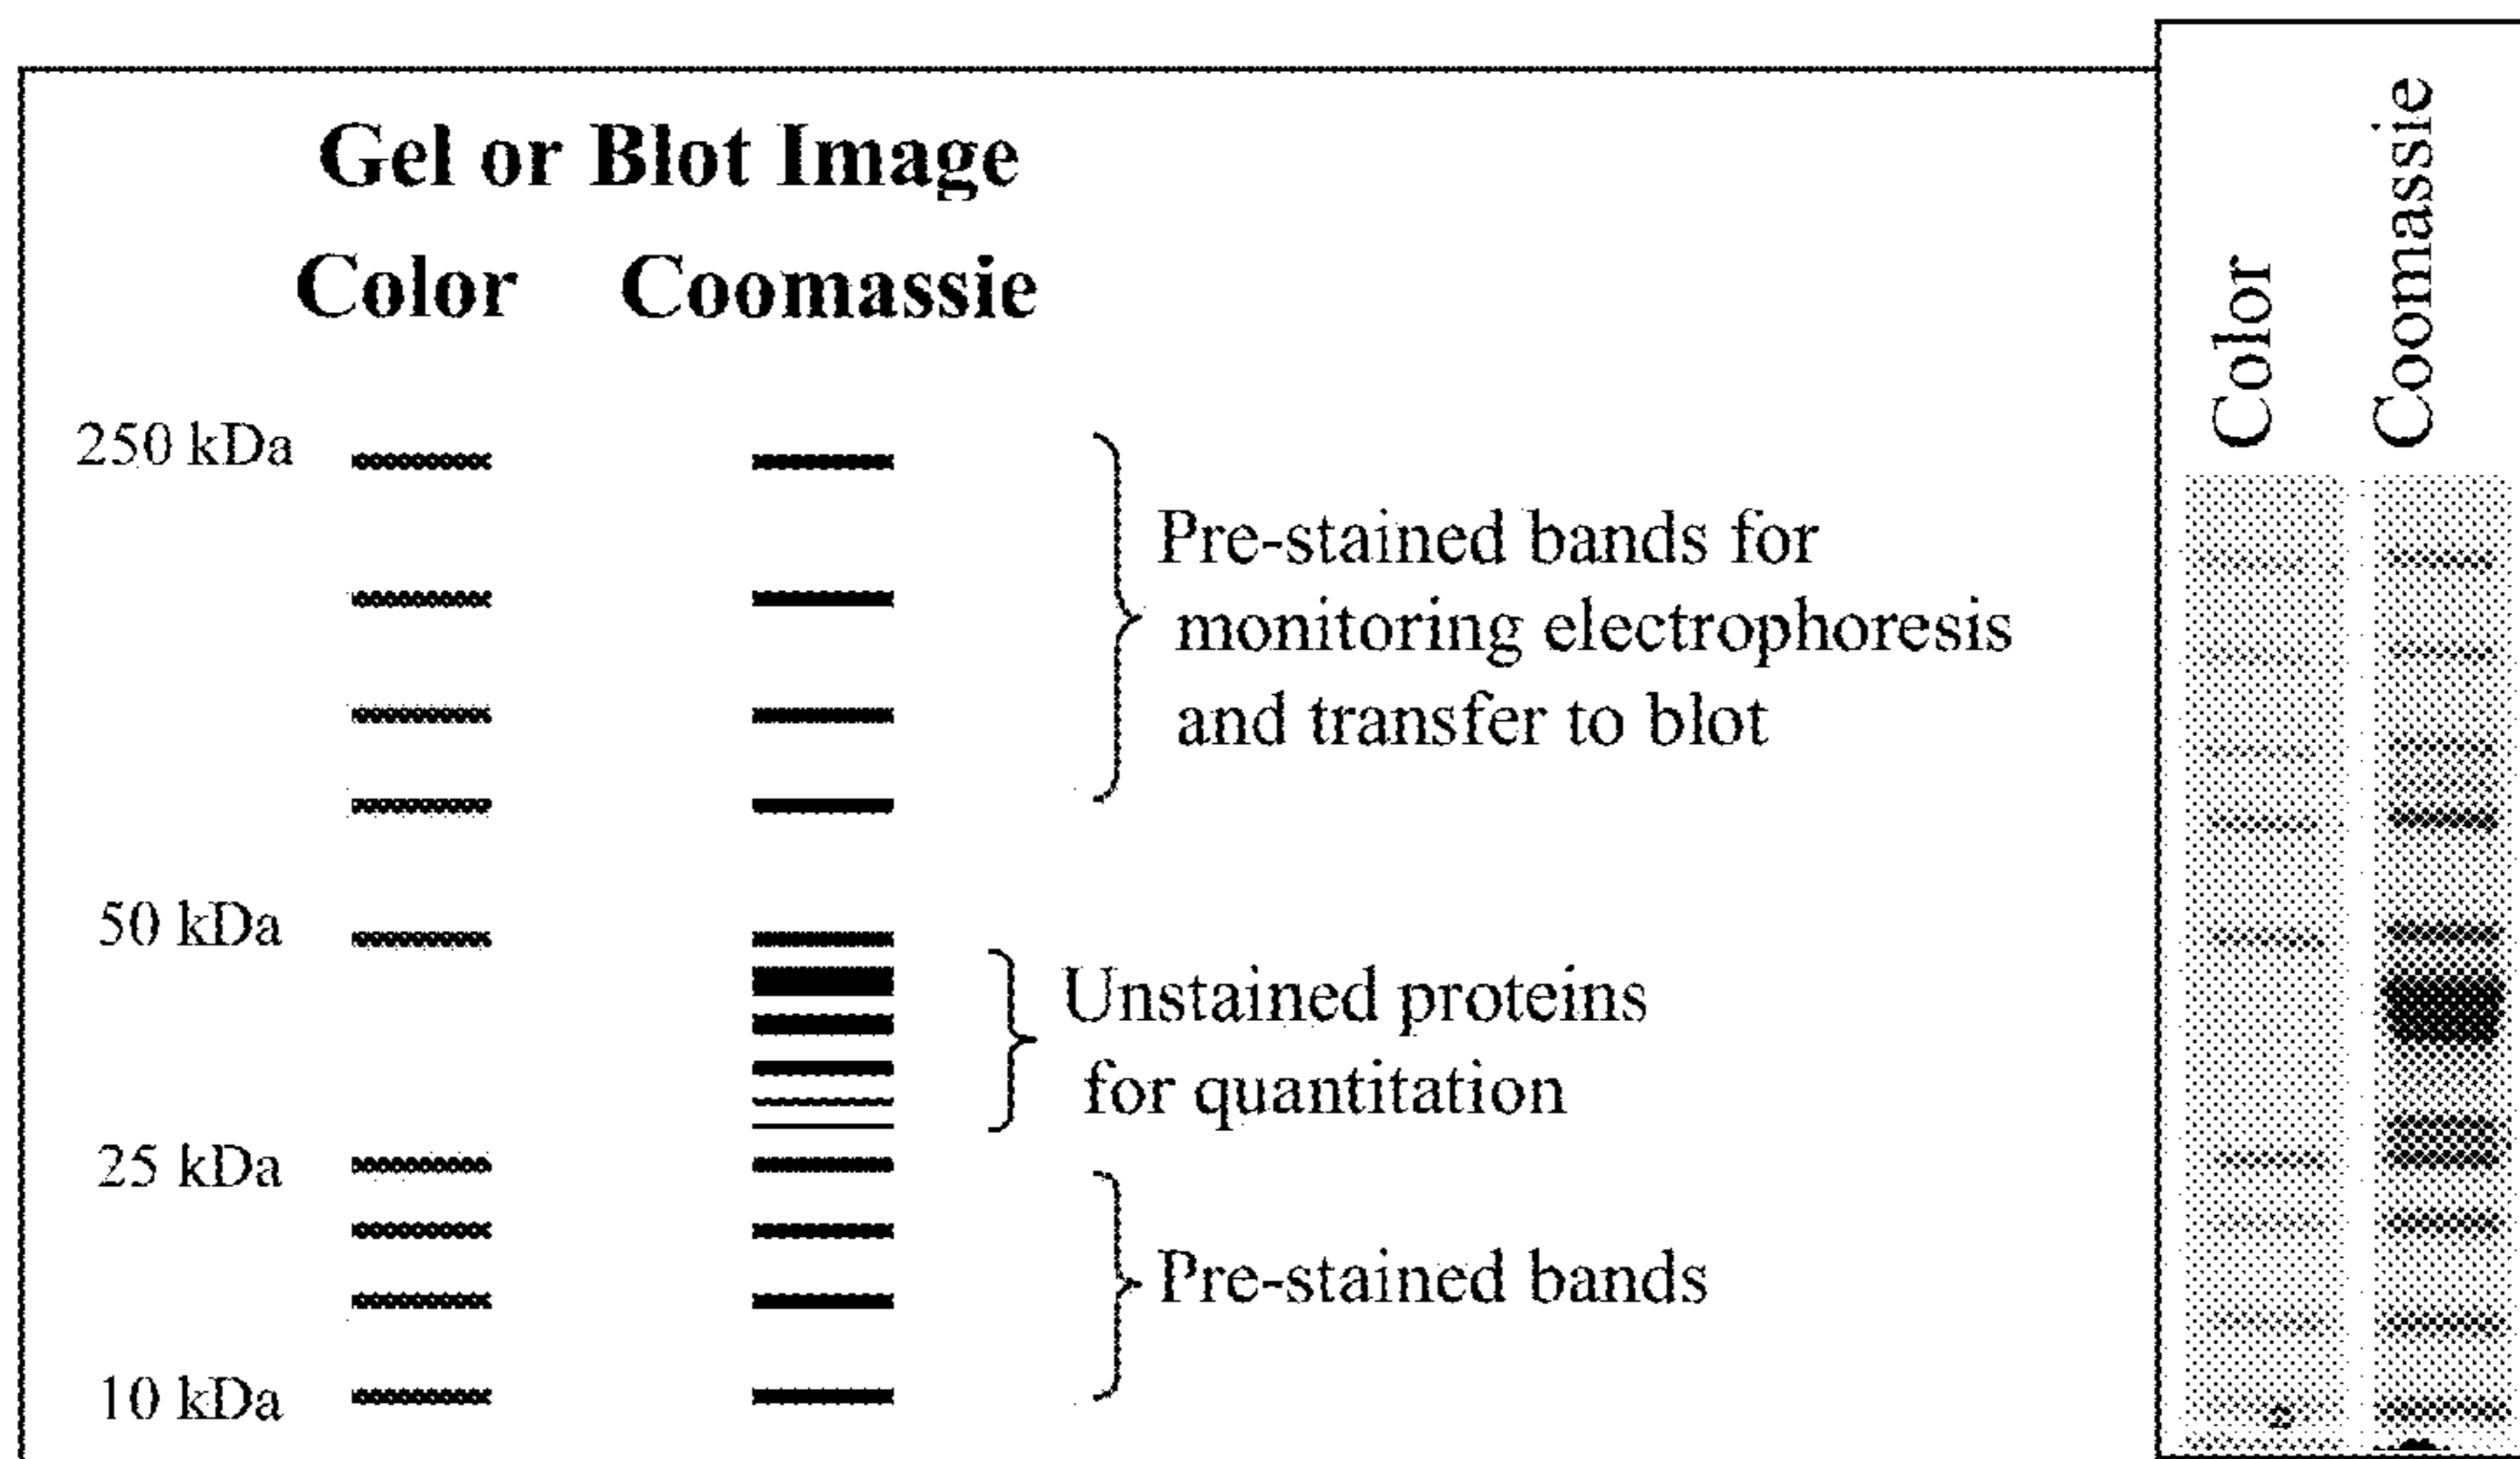 Gel or Blot Image
Color Coomassie
250 kDa
Pre-stained bands for
monitoring electrophoresis
and transfer to blot
50 kDa
Unstained proteins
for quantitation
25 kDa
Pre-stained bands
10 kDa
Color
Coomassie